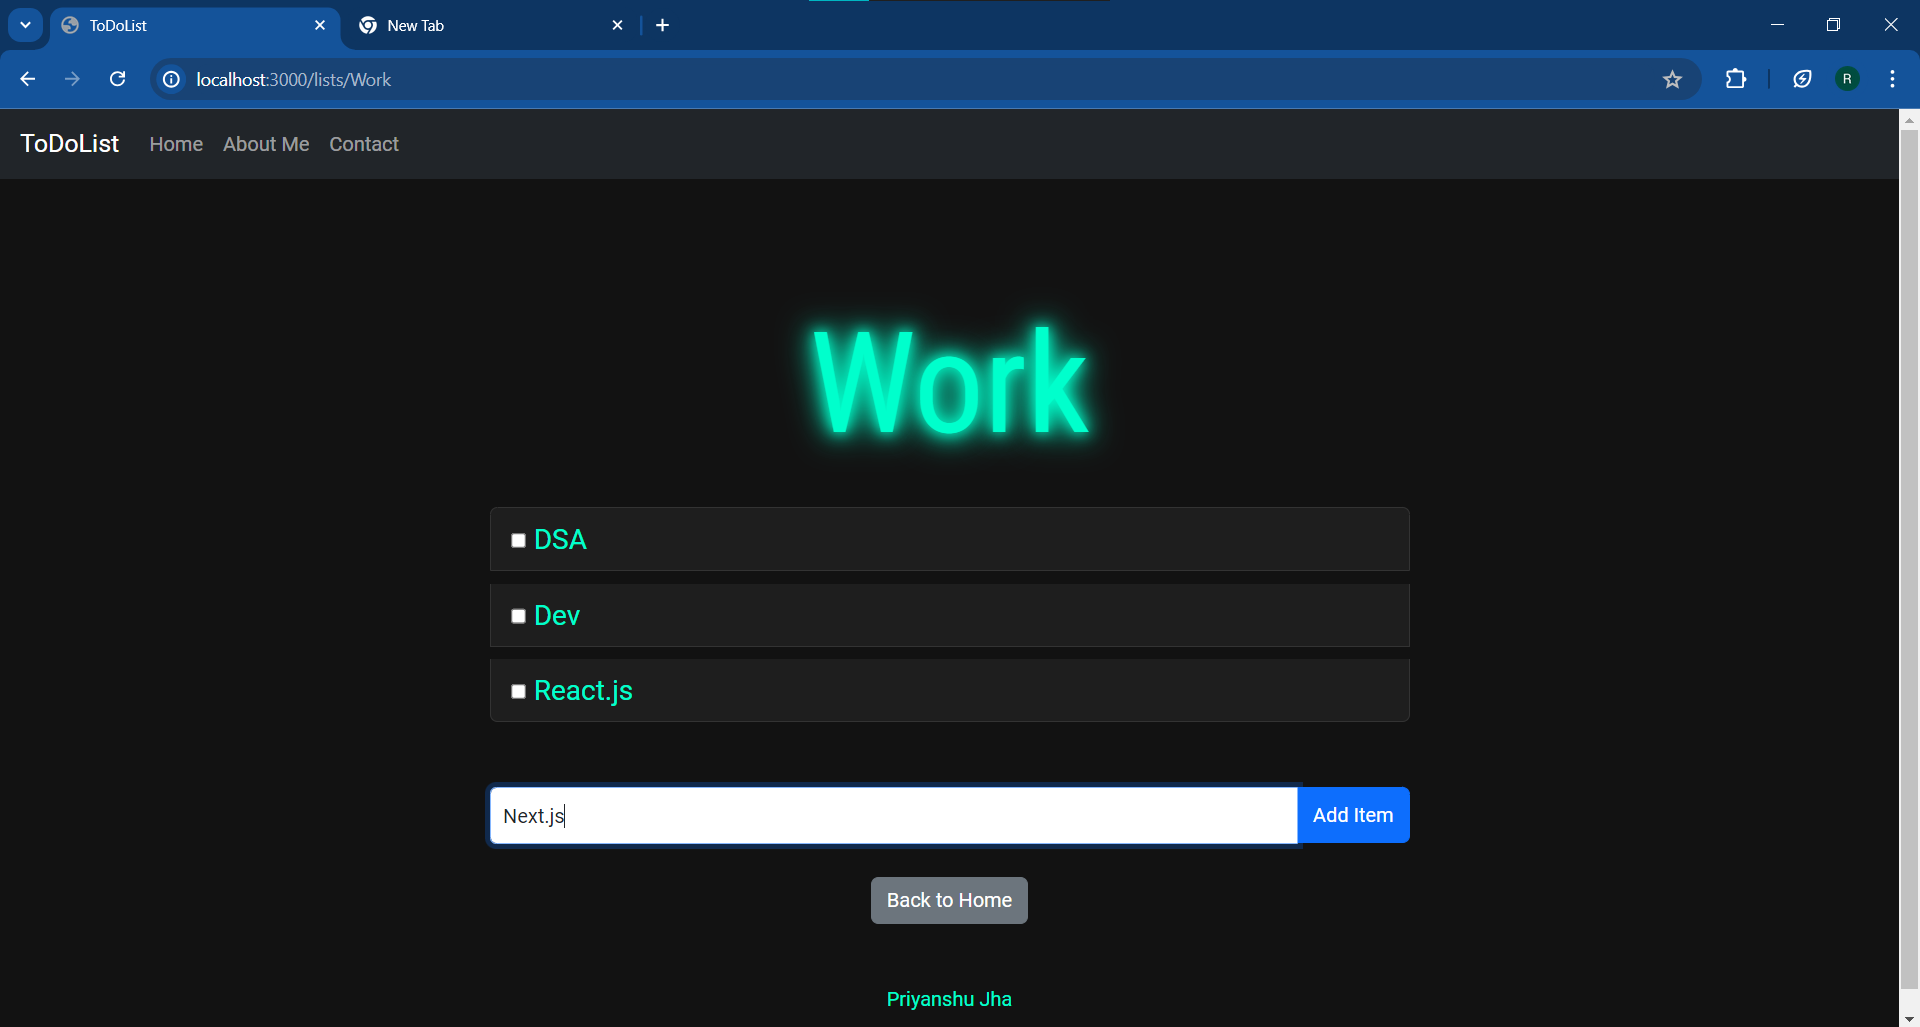 ToDoList
New Tab
localhost:3000/lists/Work
R
ToDoList Home About Me Contact
Work
DSA
Dev
React.js
Next.js Add Item
Back to Home
Priyanshu Jha